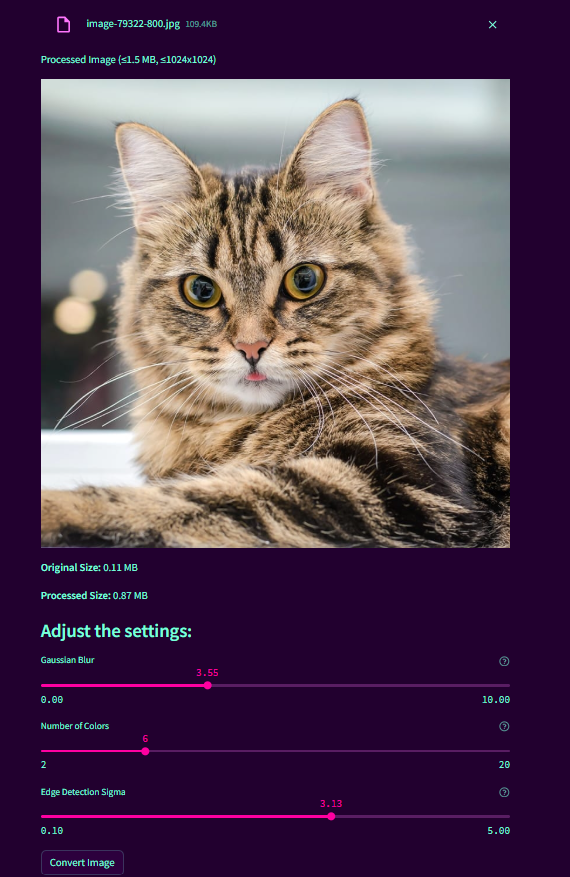 image-79322-800.jpg 109.4KB
Processed Image (≤1.5 MB, ≤1024x1024)
Original Size: 0.11 MB
Processed Size: 0.87 MB
Adjust the settings:
Gaussian Blur
3.55
0.00 10.00
Number of Colors
6
2 20
Edge Detection Sigma
3.13
0.10 5.00
Convert Image